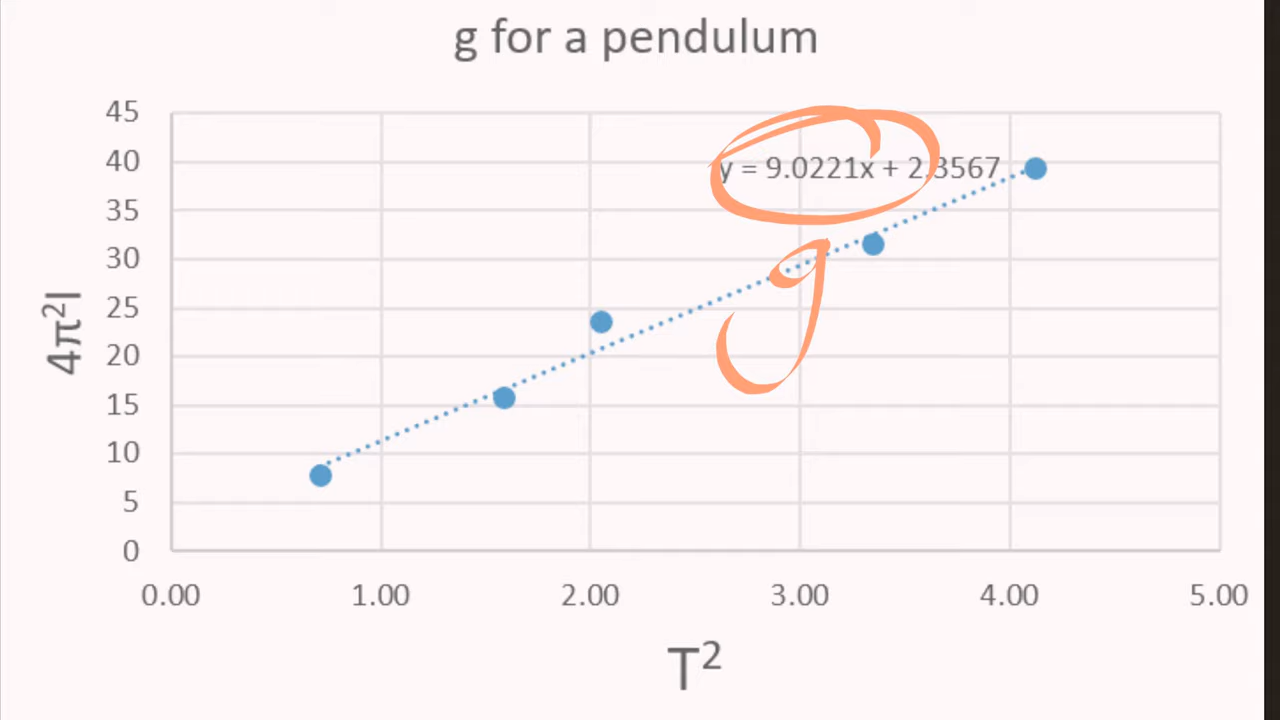 g for a pendulum
45
40
35
30
25
20
15
10
5
0
y = 9.0221x + 2.3567
g
4π²l
0.00 1.00 2.00 3.00 4.00 5.00
T²